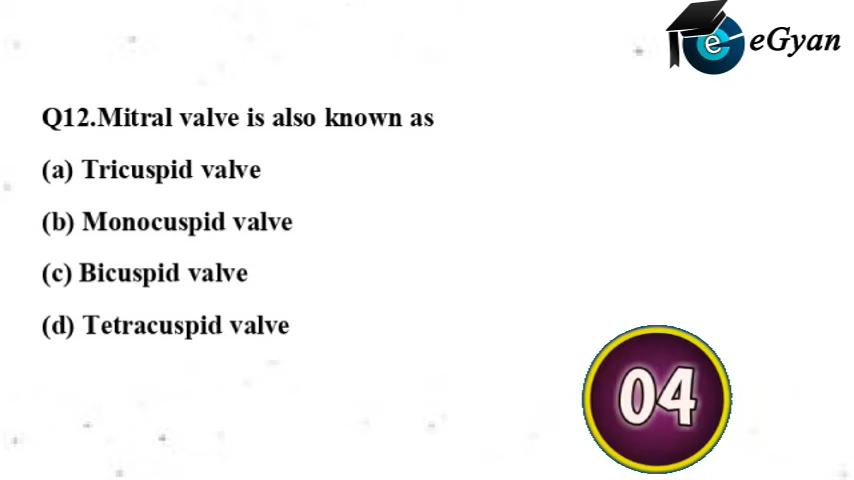 e eGyan
Q12.Mitral valve is also known as
(a) Tricuspid valve
(b) Monocuspid valve
(c) Bicuspid valve
(d) Tetracuspid valve
04